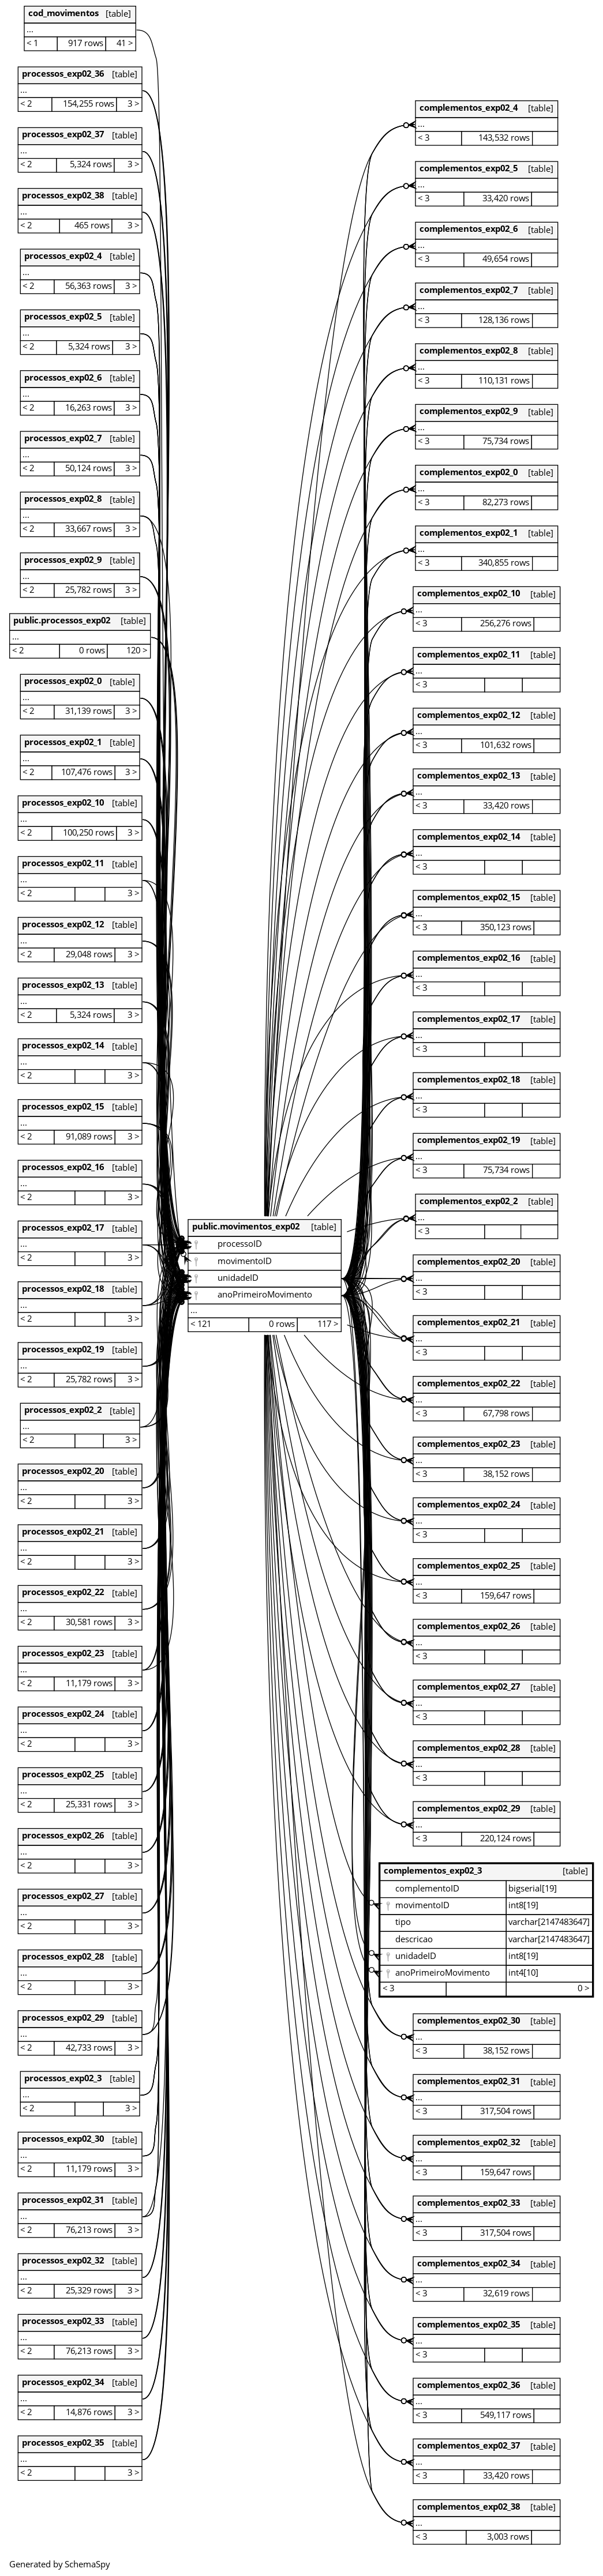 cod_movimentos [table]
...
< 1 917 rows 41 >
processos_exp02_36 [table]
...
< 2 154,255 rows 3 >
processos_exp02_37 [table]
...
< 2 5,324 rows 3 >
processos_exp02_38 [table]
...
< 2 465 rows 3 >
processos_exp02_4 [table]
...
< 2 56,363 rows 3 >
processos_exp02_5 [table]
...
< 2 5,324 rows 3 >
processos_exp02_6 [table]
...
< 2 16,263 rows 3 >
processos_exp02_7 [table]
...
< 2 50,124 rows 3 >
processos_exp02_8 [table]
...
< 2 33,667 rows 3 >
processos_exp02_9 [table]
...
< 2 25,782 rows 3 >
public.processos_exp02 [table]
...
< 2 0 rows 120 >
processos_exp02_0 [table]
...
< 2 31,139 rows 3 >
processos_exp02_1 [table]
...
< 2 107,476 rows 3 >
processos_exp02_10 [table]
...
< 2 100,250 rows 3 >
processos_exp02_11 [table]
...
< 2 3 >
processos_exp02_12 [table]
...
< 2 29,048 rows 3 >
processos_exp02_13 [table]
...
< 2 5,324 rows 3 >
processos_exp02_14 [table]
...
< 2 3 >
processos_exp02_15 [table]
...
< 2 91,089 rows 3 >
processos_exp02_16 [table]
...
< 2 3 >
processos_exp02_17 [table]
...
< 2 3 >
processos_exp02_18 [table]
...
< 2 3 >
processos_exp02_19 [table]
...
< 2 25,782 rows 3 >
processos_exp02_2 [table]
...
< 2 3 >
processos_exp02_20 [table]
...
< 2 3 >
processos_exp02_21 [table]
...
< 2 3 >
processos_exp02_22 [table]
...
< 2 30,581 rows 3 >
processos_exp02_23 [table]
...
< 2 11,179 rows 3 >
processos_exp02_24 [table]
...
< 2 3 >
processos_exp02_25 [table]
...
< 2 25,331 rows 3 >
processos_exp02_26 [table]
...
< 2 3 >
processos_exp02_27 [table]
...
< 2 3 >
processos_exp02_28 [table]
...
< 2 3 >
processos_exp02_29 [table]
...
< 2 42,733 rows 3 >
processos_exp02_3 [table]
...
< 2 3 >
processos_exp02_30 [table]
...
< 2 11,179 rows 3 >
processos_exp02_31 [table]
...
< 2 76,213 rows 3 >
processos_exp02_32 [table]
...
< 2 25,329 rows 3 >
processos_exp02_33 [table]
...
< 2 76,213 rows 3 >
processos_exp02_34 [table]
...
< 2 14,876 rows 3 >
processos_exp02_35 [table]
...
< 2 3 >
public.movimentos_exp02 [table]
processoID
movimentoID
unidadeID
anoPrimeiroMovimento
...
< 121 0 rows 117 >
complementos_exp02_4 [table]
...
< 3 143,532 rows
complementos_exp02_5 [table]
...
< 3 33,420 rows
complementos_exp02_6 [table]
...
< 3 49,654 rows
complementos_exp02_7 [table]
...
< 3 128,136 rows
complementos_exp02_8 [table]
...
< 3 110,131 rows
complementos_exp02_9 [table]
...
< 3 75,734 rows
complementos_exp02_0 [table]
...
< 3 82,273 rows
complementos_exp02_1 [table]
...
< 3 340,855 rows
complementos_exp02_10 [table]
...
< 3 256,276 rows
complementos_exp02_11 [table]
...
< 3
complementos_exp02_12 [table]
...
< 3 101,632 rows
complementos_exp02_13 [table]
...
< 3 33,420 rows
complementos_exp02_14 [table]
...
< 3
complementos_exp02_15 [table]
...
< 3 350,123 rows
complementos_exp02_16 [table]
...
< 3
complementos_exp02_17 [table]
...
< 3
complementos_exp02_18 [table]
...
< 3
complementos_exp02_19 [table]
...
< 3 75,734 rows
complementos_exp02_2 [table]
...
< 3
complementos_exp02_20 [table]
...
< 3
complementos_exp02_21 [table]
...
< 3
complementos_exp02_22 [table]
...
< 3 67,798 rows
complementos_exp02_23 [table]
...
< 3 38,152 rows
complementos_exp02_24 [table]
...
< 3
complementos_exp02_25 [table]
...
< 3 159,647 rows
complementos_exp02_26 [table]
...
< 3
complementos_exp02_27 [table]
...
< 3
complementos_exp02_28 [table]
...
< 3
complementos_exp02_29 [table]
...
< 3 220,124 rows
complementos_exp02_3 [table]
complementoID bigserial[19]
movimentoID int8[19]
tipo varchar[2147483647]
descricao varchar[2147483647]
unidadeID int8[19]
anoPrimeiroMovimento int4[10]
< 3 0 >
complementos_exp02_30 [table]
...
< 3 38,152 rows
complementos_exp02_31 [table]
...
< 3 317,504 rows
complementos_exp02_32 [table]
...
< 3 159,647 rows
complementos_exp02_33 [table]
...
< 3 317,504 rows
complementos_exp02_34 [table]
...
< 3 32,619 rows
complementos_exp02_35 [table]
...
< 3
complementos_exp02_36 [table]
...
< 3 549,117 rows
complementos_exp02_37 [table]
...
< 3 33,420 rows
complementos_exp02_38 [table]
...
< 3 3,003 rows
Generated by SchemaSpy